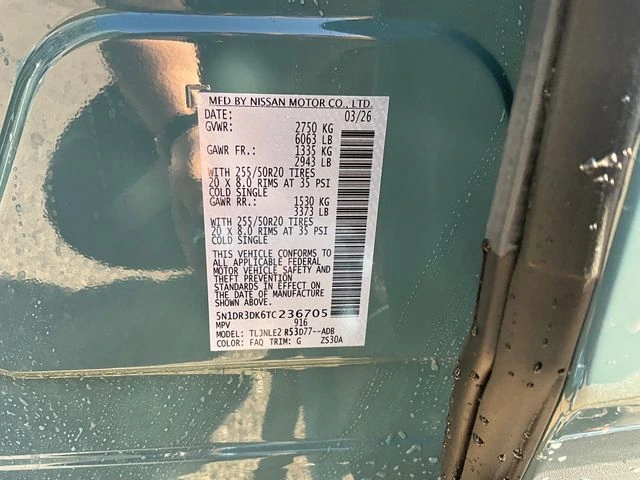 MFD BY NISSAN MOTOR CO., LTD.
DATE: 03/26
GVWR: 2750 KG
6063 LB
GAWR FR.: 1335 KG
2943 LB
WITH 255/50R20 TIRES
20 X 8.0 RIMS AT 35 PSI
COLD SINGLE
GAWR RR.: 1530 KG
3373 LB
WITH 255/50R20 TIRES
20 X 8.0 RIMS AT 35 PSI
COLD SINGLE
THIS VEHICLE CONFORMS TO
ALL APPLICABLE FEDERAL
MOTOR VEHICLE SAFETY AND
THEFT PREVENTION
STANDARDS IN EFFECT ON
THE DATE OF MANUFACTURE
SHOWN ABOVE
5N1DR3DK6TC236705
MPV 916
MODEL: TLJNLE2 R53D77--ADB
COLOR: FAQ TRIM: G ZS30A